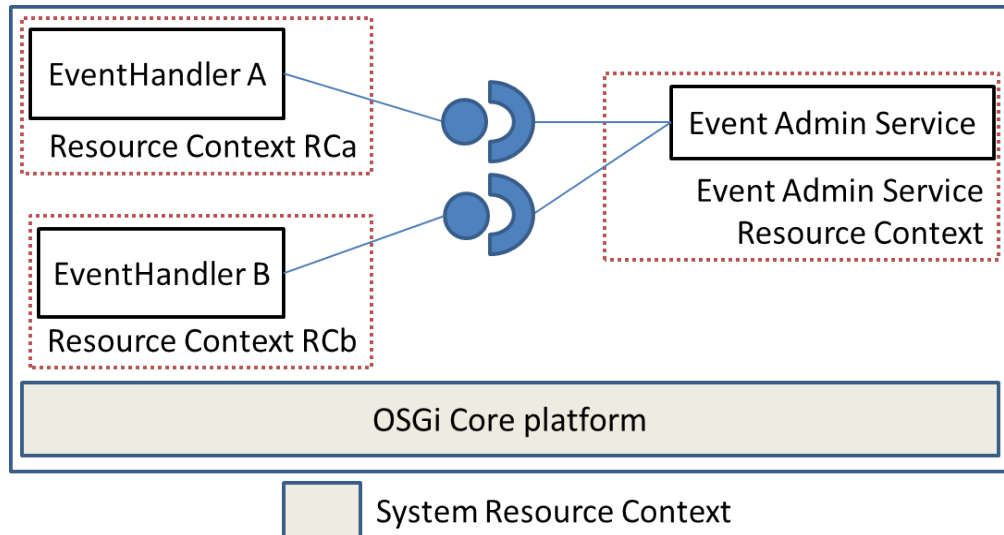 EventHandler A
Resource Context RCa
Event Admin Service
Event Admin Service
Resource Context
EventHandler B
Resource Context RCb
OSGi Core platform
System Resource Context